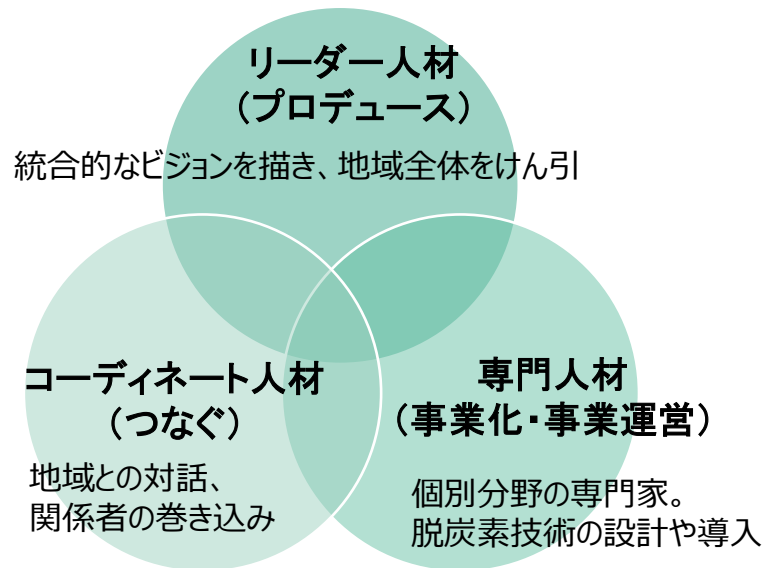 リーダー人材
（プロデュース）
統合的なビジョンを描き、地域全体をけん引
コーディネート人材
（つなぐ）
地域との対話、
関係者の巻き込み
専門人材
（事業化・事業運営）
個別分野の専門家。
脱炭素技術の設計や導入